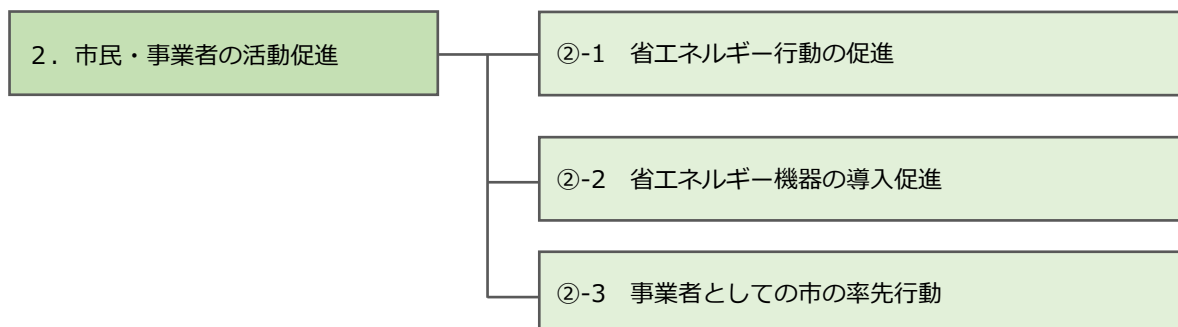 2．市民・事業者の活動促進
②-1　省エネルギー行動の促進
②-2　省エネルギー機器の導入促進
②-3　事業者としての市の率先行動